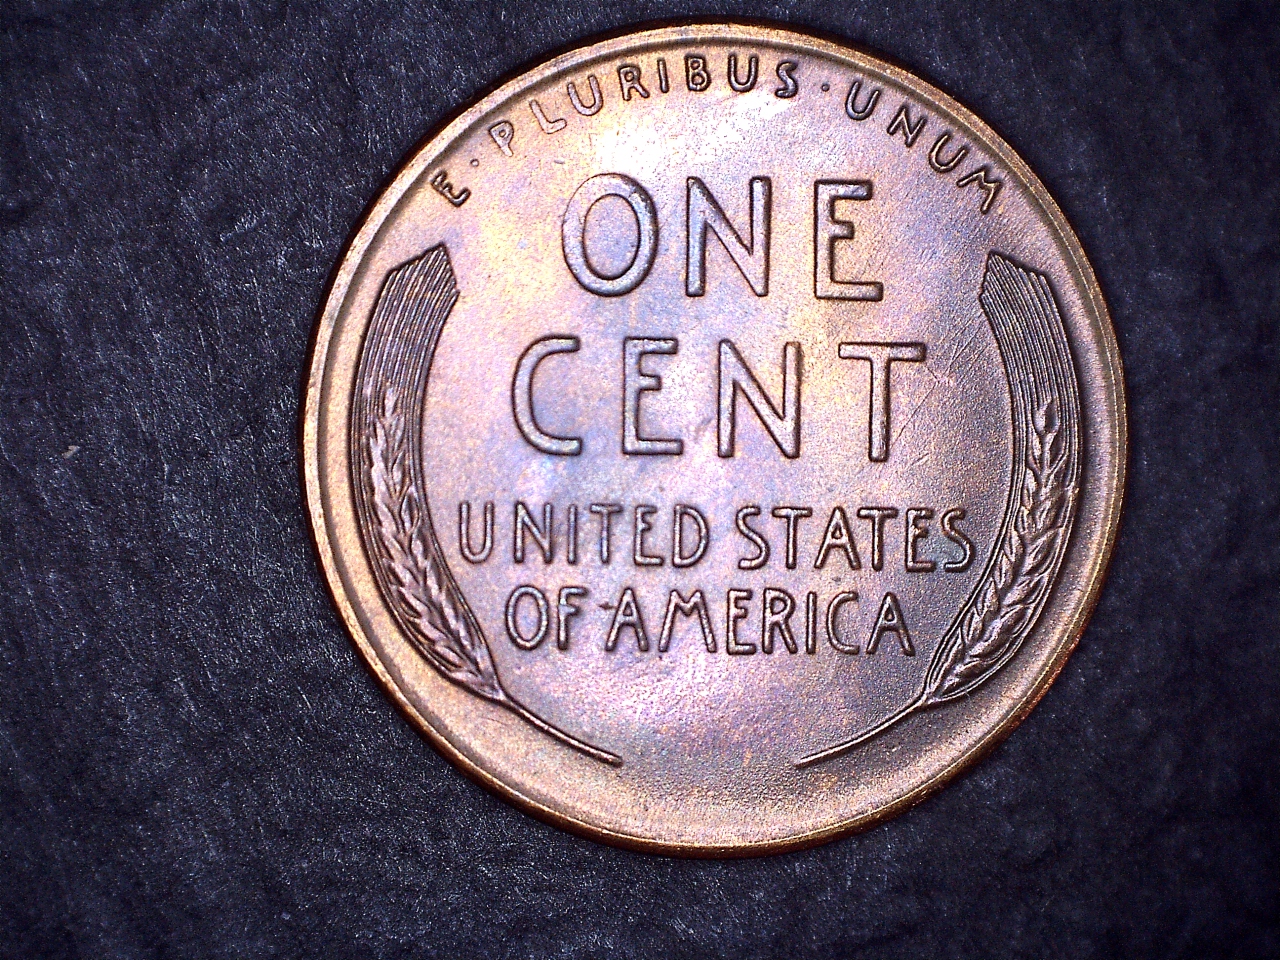 E · PLURIBUS · UNUM
ONE
CENT
UNITED STATES
OF AMERICA